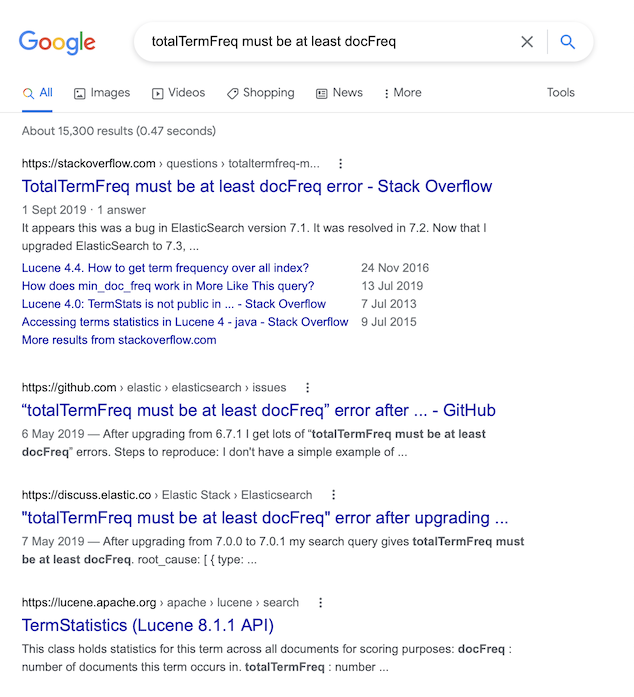 Google
totalTermFreq must be at least docFreq
All Images Videos Shopping News More Tools
About 15,300 results (0.47 seconds)
https://stackoverflow.com › questions › totaltermfreq-m...
TotalTermFreq must be at least docFreq error - Stack Overflow
1 Sept 2019 · 1 answer
It appears this was a bug in ElasticSearch version 7.1. It was resolved in 7.2. Now that I
upgraded ElasticSearch to 7.3, ...
Lucene 4.4. How to get term frequency over all index? 24 Nov 2016
How does min_doc_freq work in More Like This query? 13 Jul 2019
Lucene 4.0: TermStats is not public in ... - Stack Overflow 7 Jul 2013
Accessing terms statistics in Lucene 4 - java - Stack Overflow 9 Jul 2015
More results from stackoverflow.com
https://github.com › elastic › elasticsearch › issues
“totalTermFreq must be at least docFreq” error after ... - GitHub
6 May 2019 — After upgrading from 6.7.1 I get lots of “totalTermFreq must be at least
docFreq” errors. Steps to reproduce: I don't have a simple example of ...
https://discuss.elastic.co › Elastic Stack › Elasticsearch
"totalTermFreq must be at least docFreq" error after upgrading ...
7 May 2019 — After upgrading from 7.0.0 to 7.0.1 my search query gives totalTermFreq must
be at least docFreq. root_cause: [ { type: ...
https://lucene.apache.org › apache › lucene › search
TermStatistics (Lucene 8.1.1 API)
This class holds statistics for this term across all documents for scoring purposes: docFreq :
number of documents this term occurs in. totalTermFreq : number ...